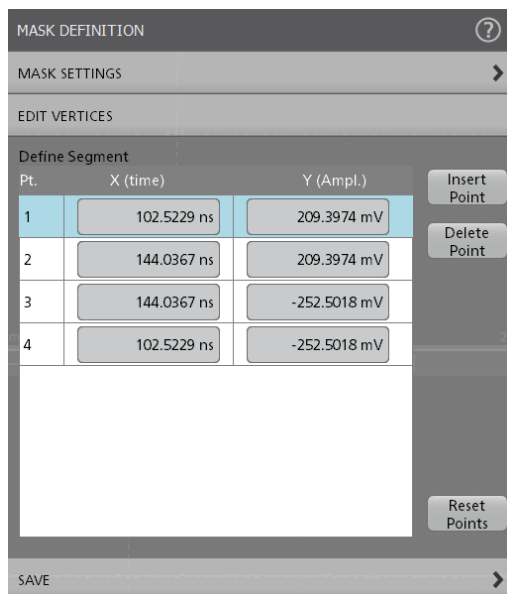 MASK DEFINITION ?
MASK SETTINGS
EDIT VERTICES
Define Segment
Pt. X (time) Y (Ampl.)
Insert
Point
1 102.5229 ns 209.3974 mV
Delete
Point
2 144.0367 ns 209.3974 mV
3 144.0367 ns -252.5018 mV
4 102.5229 ns -252.5018 mV
Reset
Points
SAVE